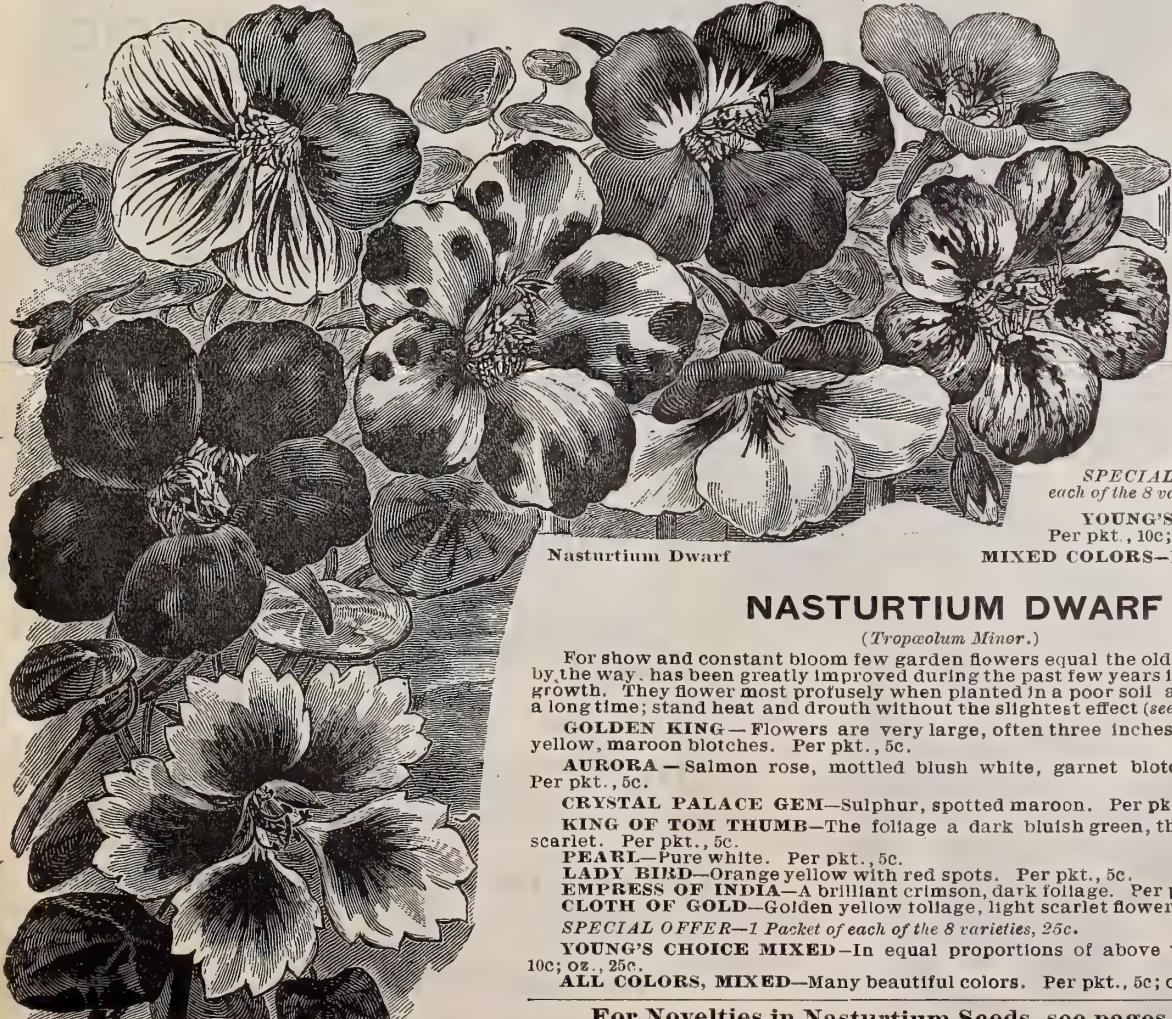 SPECIAL
each of the 8 va
YOUNG'S
Per pkt., 10c;
MIXED COLORS—
Nasturtium Dwarf
NASTURTIUM DWARF
(Tropæolum Minor.)
For show and constant bloom few garden flowers equal the old
by the way, has been greatly improved during the past few years i
growth. They flower most profusely when planted in a poor soil a
a long time; stand heat and drouth without the slightest effect (see
GOLDEN KING—Flowers are very large, often three inches
yellow, maroon blotches. Per pkt., 5c.
AURORA—Salmon rose, mottled blush white, garnet blotc
Per pkt., 5c.
CRYSTAL PALACE GEM—Sulphur, spotted maroon. Per pk
KING OF TOM THUMB—The foliage a dark bluish green, th
scarlet. Per pkt., 5c.
PEARL—Pure white. Per pkt., 5c.
LADY BIRD—Orange yellow with red spots. Per pkt., 5c.
EMPRESS OF INDIA—A brilliant crimson, dark foliage. Per p
CLOTH OF GOLD—Golden yellow foliage, light scarlet flower
SPECIAL OFFER—1 Packet of each of the 8 varieties, 25c.
YOUNG'S CHOICE MIXED—In equal proportions of above v
10c; oz., 25c.
ALL COLORS, MIXED—Many beautiful colors. Per pkt., 5c; o
For Novelties in Nasturtium Seeds, see pages